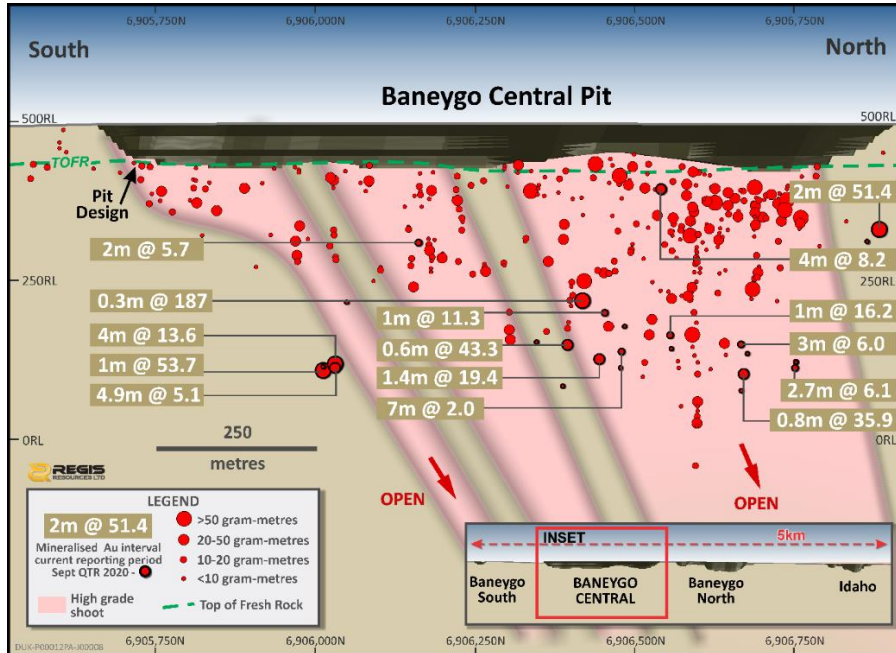 6,905,750N 6,906,000N 6,906,250N 6,906,500N 6,906,750N
South
North
Baneygo Central Pit
500RL
500RL
TOFR
Pit
Design
2m @ 51.4
2m @ 5.7
4m @ 8.2
250RL
250RL
0.3m @ 187
1m @ 11.3
1m @ 16.2
4m @ 13.6
0.6m @ 43.3
3m @ 6.0
1m @ 53.7
1.4m @ 19.4
4.9m @ 5.1
7m @ 2.0
2.7m @ 6.1
0.8m @ 35.9
0RL
0RL
250
metres
REGIS
RESOURCES LTD
OPEN
OPEN
LEGEND
2m @ 51.4
Mineralised Au interval
current reporting period
Sept QTR 2020 -
>50 gram-metres
20-50 gram-metres
10-20 gram-metres
<10 gram-metres
High grade
shoot
Top of Fresh Rock
INSET
5km
Baneygo
South
BANEYGO
CENTRAL
Baneygo
North
Idaho
DUK-P00012PA-J00008
6,905,750N 6,906,000N 6,906,250N 6,906,500N 6,906,750N